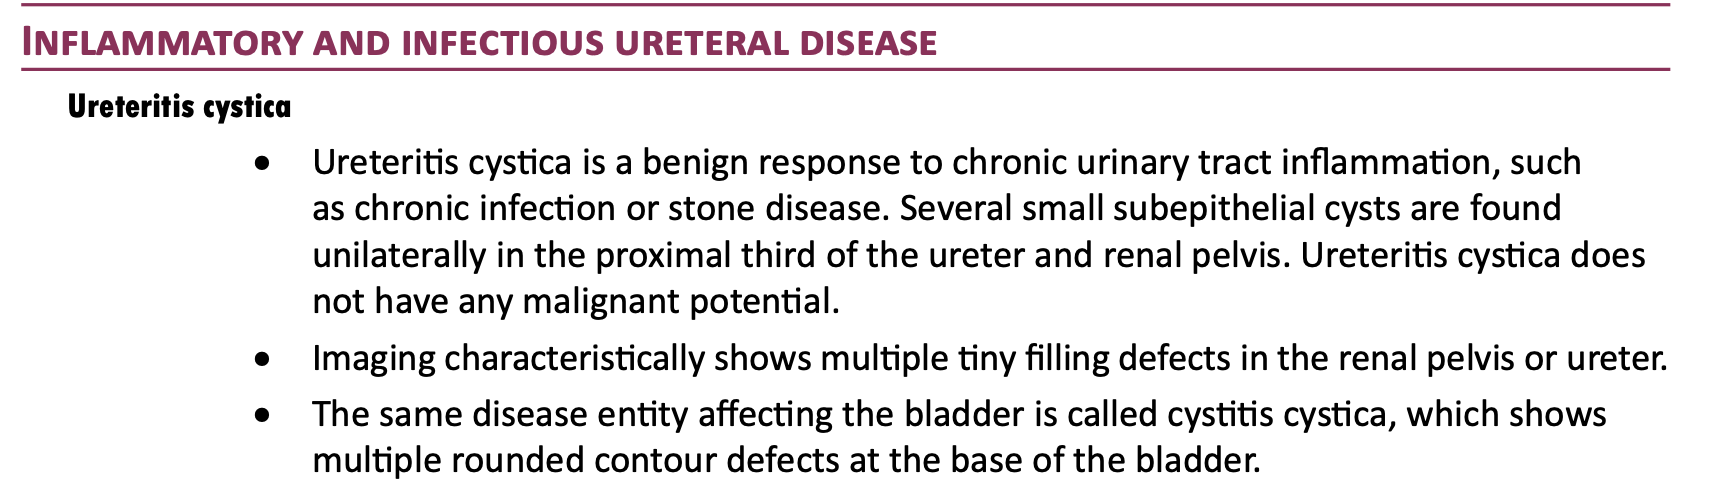 INFLAMMATORY AND INFECTIOUS URETERAL DISEASE
Ureteritis cystica
• Ureteritis cystica is a benign response to chronic urinary tract inflammation, such
as chronic infection or stone disease. Several small subepithelial cysts are found
unilaterally in the proximal third of the ureter and renal pelvis. Ureteritis cystica does
not have any malignant potential.
• Imaging characteristically shows multiple tiny filling defects in the renal pelvis or ureter.
• The same disease entity affecting the bladder is called cystitis cystica, which shows
multiple rounded contour defects at the base of the bladder.